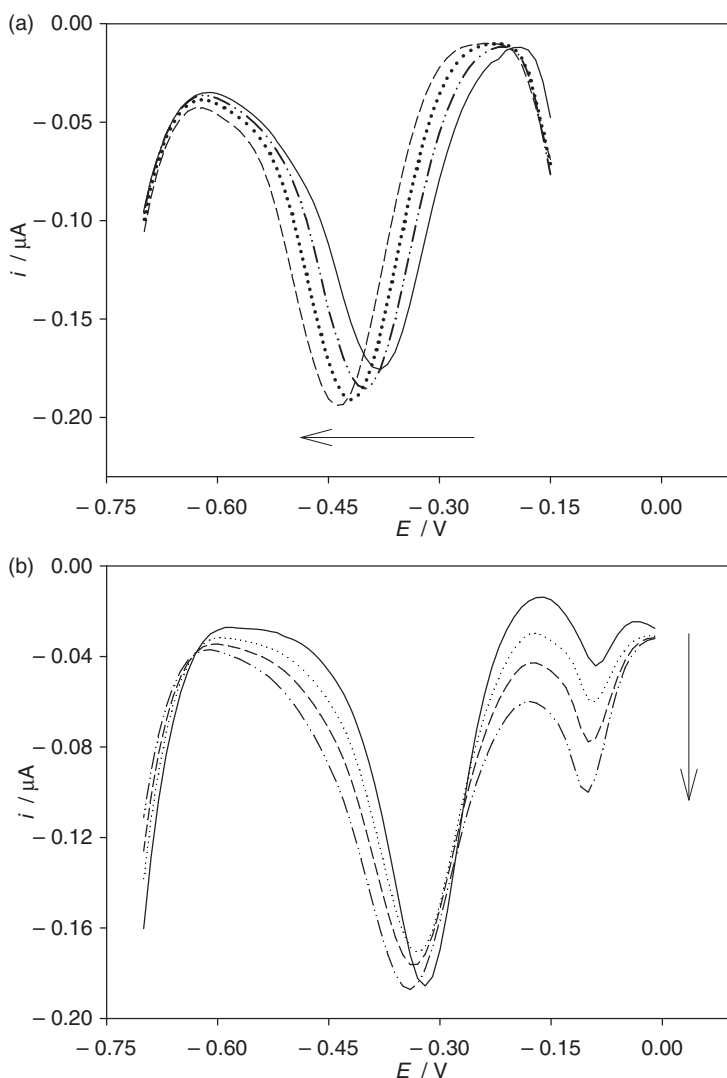 (a)
0.00
– 0.05
– 0.10
– 0.15
– 0.20
i / μA
– 0.75 – 0.60 – 0.45 – 0.30 – 0.15 0.00
E / V
(b)
0.00
– 0.04
– 0.08
– 0.12
– 0.16
– 0.20
i / μA
– 0.75 – 0.60 – 0.45 – 0.30 – 0.15 0.00
E / V